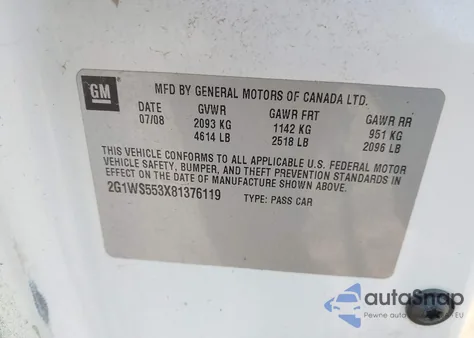 GM
MFD BY GENERAL MOTORS OF CANADA LTD.
DATE GVWR GAWR FRT GAWR RR
07/08 2093 KG 1142 KG 951 KG
4614 LB 2518 LB 2096 LB
THIS VEHICLE CONFORMS TO ALL APPLICABLE U.S. FEDERAL MOTOR
VEHICLE SAFETY, BUMPER, AND THEFT PREVENTION STANDARDS IN
EFFECT ON THE DATE OF MANUFACTURE SHOWN ABOVE.
2G1WS553X81376119 TYPE: PASS CAR
autoSnap
Pewne auto EU